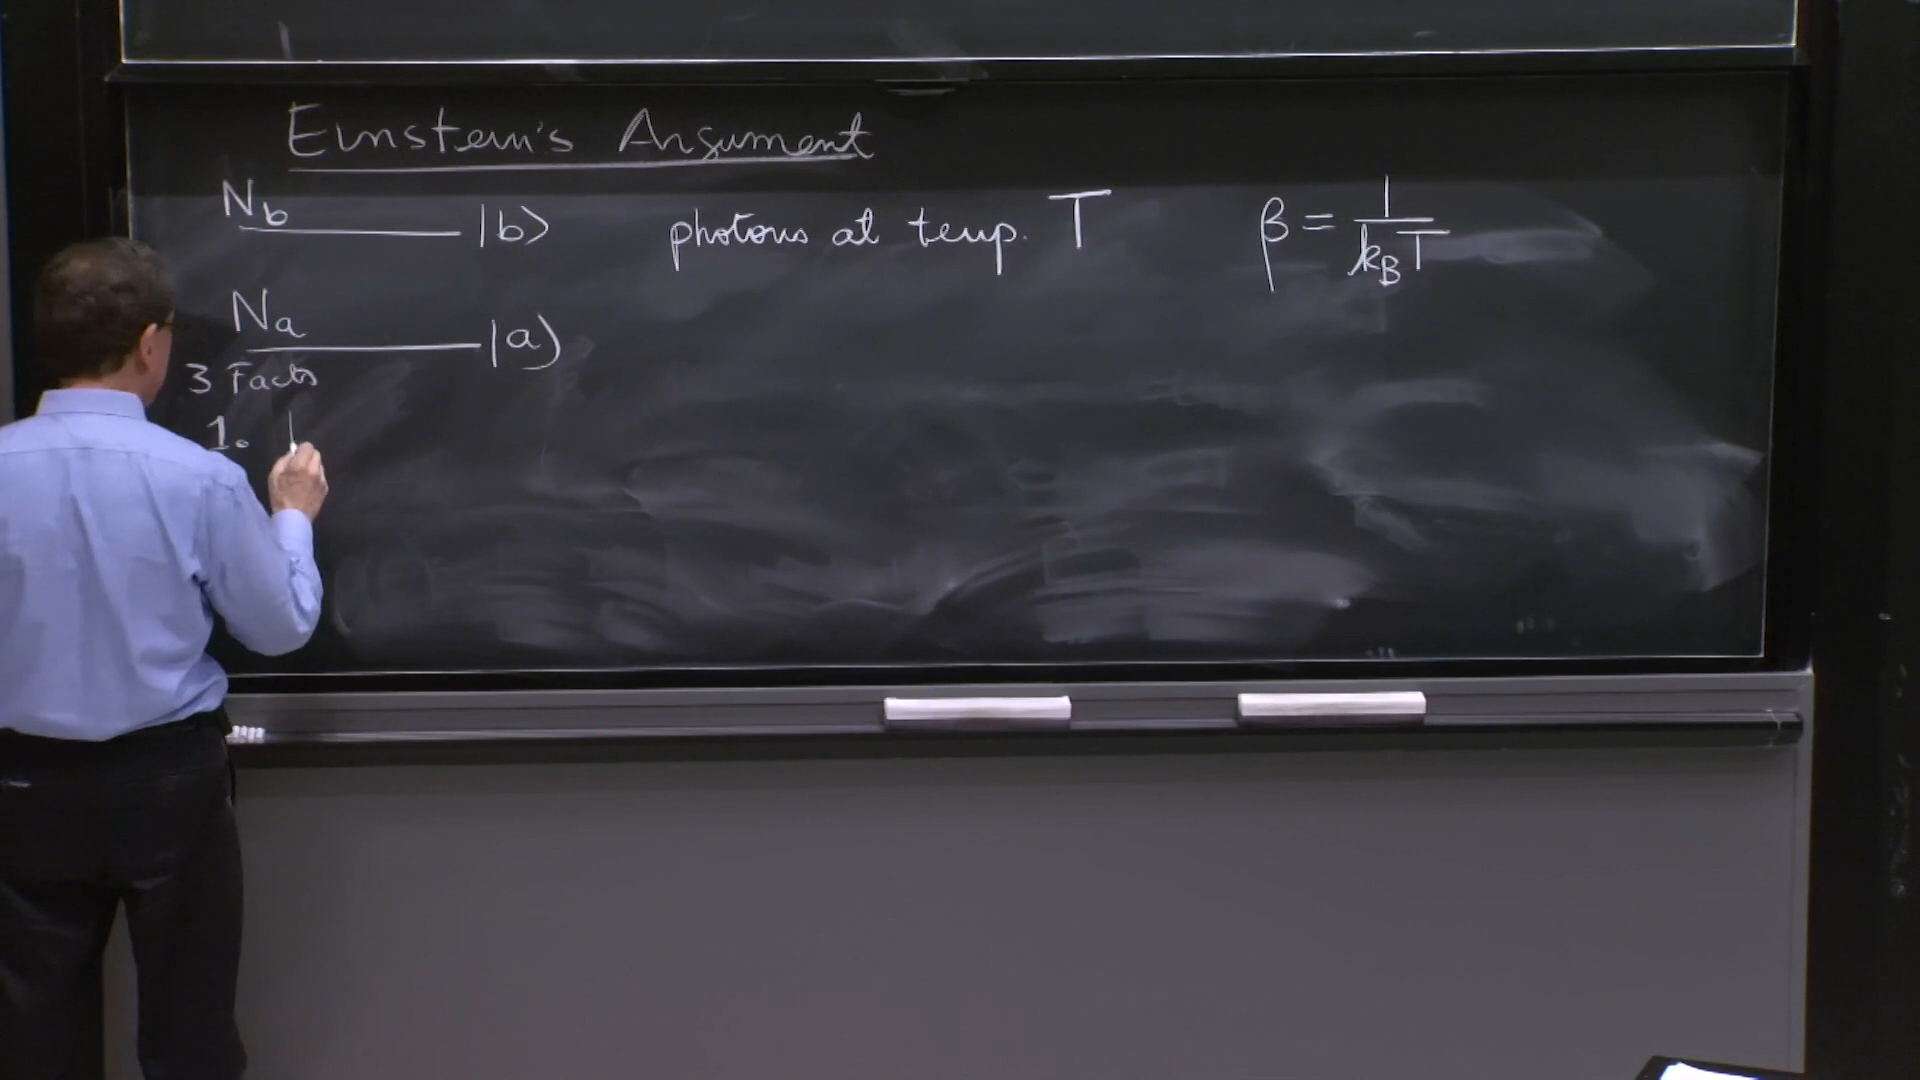 Einstein's Argument
N_b |b⟩ photons at temp. T β = 1/(k_B T)
N_a |a⟩
3 Facts
1.